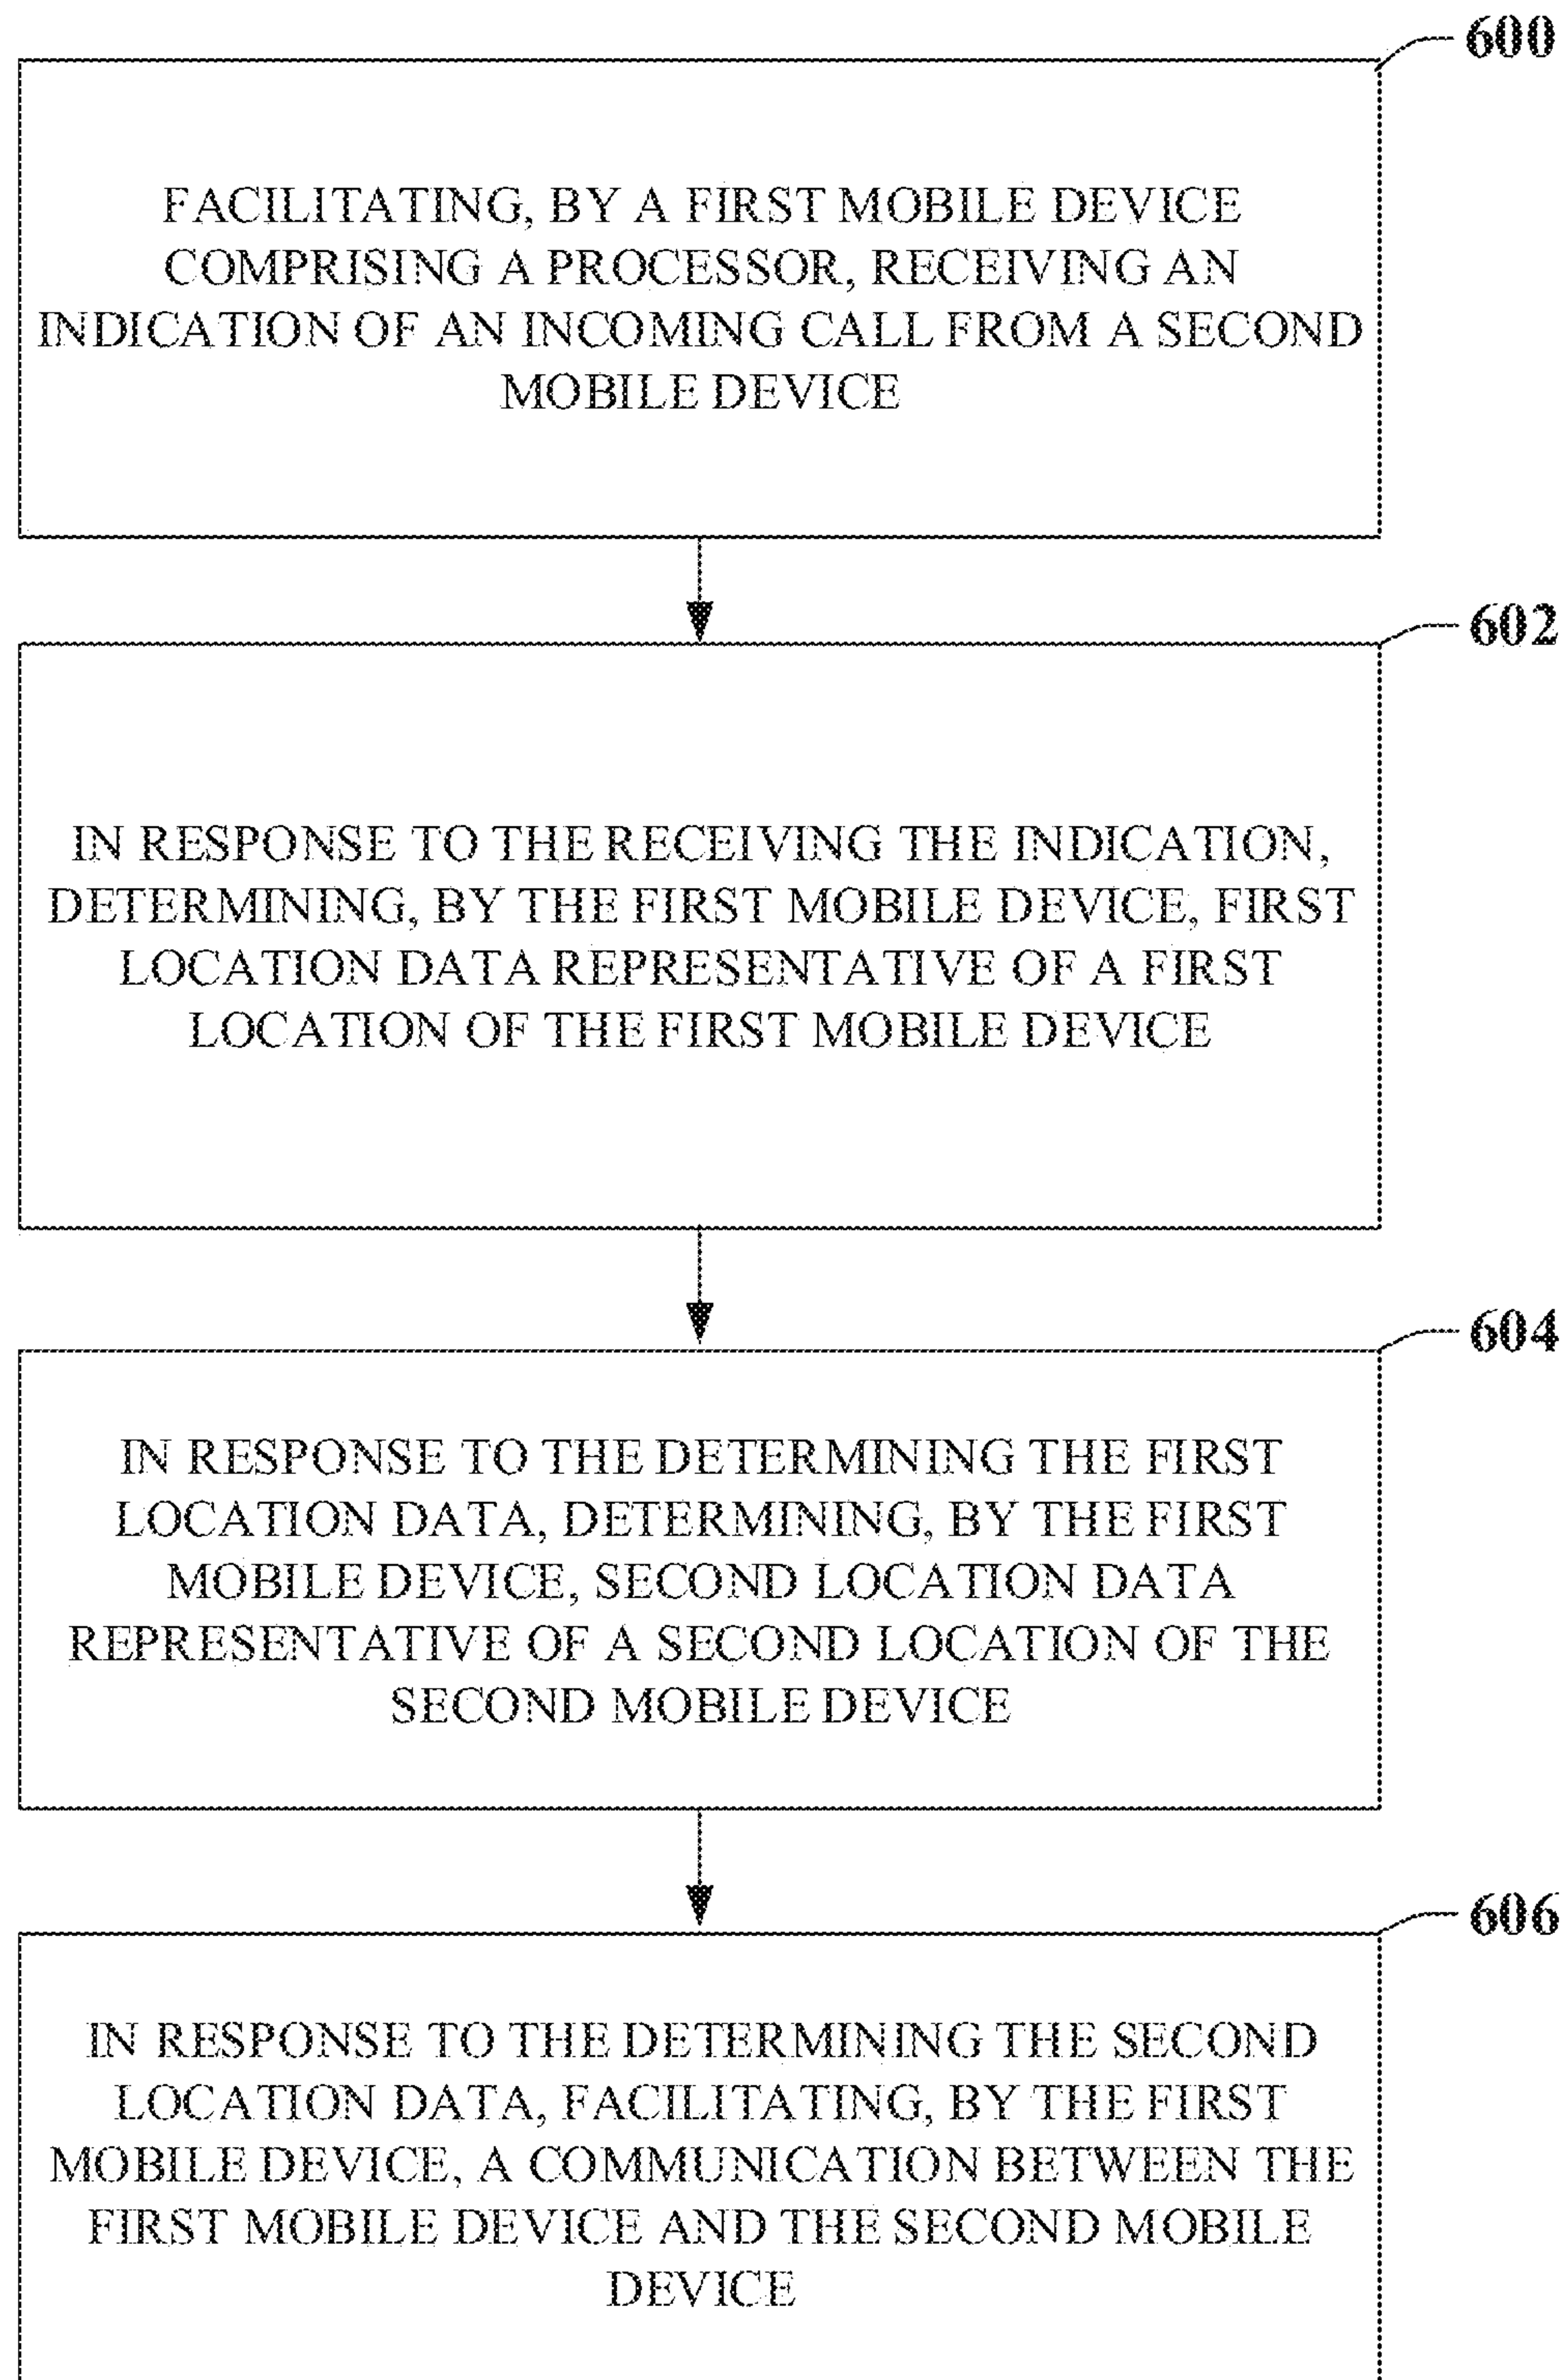 600
FACILITATING, BY A FIRST MOBILE DEVICE
COMPRISING A PROCESSOR, RECEIVING AN
INDICATION OF AN INCOMING CALL FROM A SECOND
MOBILE DEVICE
602
IN RESPONSE TO THE RECEIVING THE INDICATION,
DETERMINING, BY THE FIRST MOBILE DEVICE, FIRST
LOCATION DATA REPRESENTATIVE OF A FIRST
LOCATION OF THE FIRST MOBILE DEVICE
604
IN RESPONSE TO THE DETERMINING THE FIRST
LOCATION DATA, DETERMINING, BY THE FIRST
MOBILE DEVICE, SECOND LOCATION DATA
REPRESENTATIVE OF A SECOND LOCATION OF THE
SECOND MOBILE DEVICE
606
IN RESPONSE TO THE DETERMINING THE SECOND
LOCATION DATA, FACILITATING, BY THE FIRST
MOBILE DEVICE, A COMMUNICATION BETWEEN THE
FIRST MOBILE DEVICE AND THE SECOND MOBILE
DEVICE